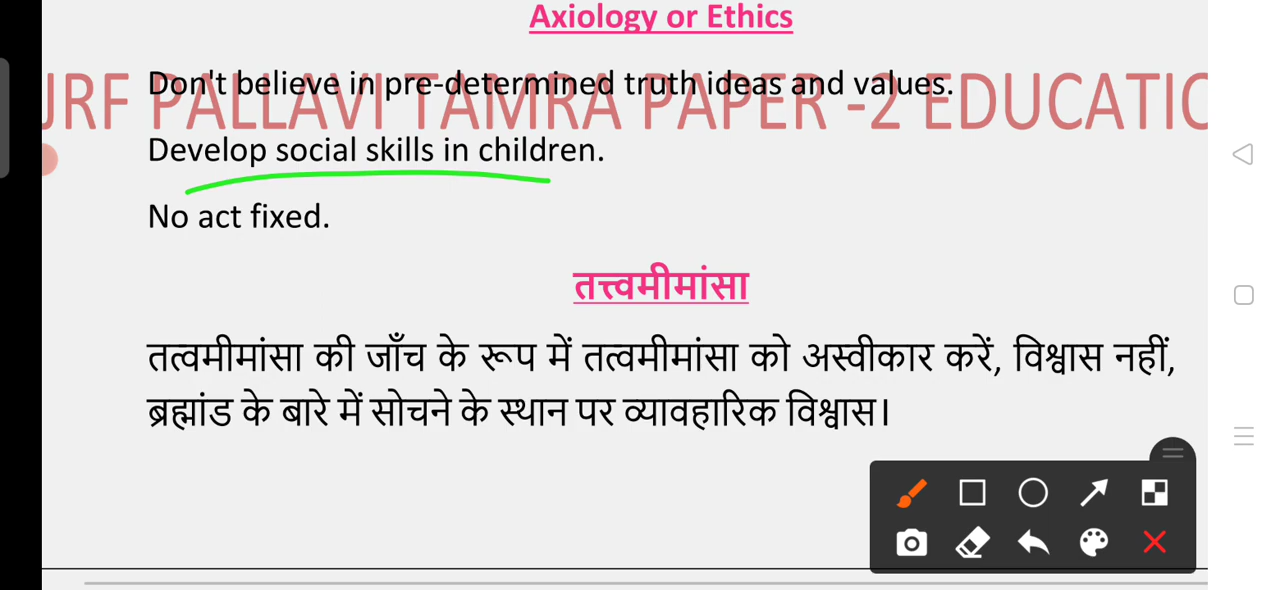 Axiology or Ethics
Don't believe in pre-determined truth ideas and values.
JRF PALLAVI TAMRA PAPER -2 EDUCATIO
Develop social skills in children.
No act fixed.
तत्त्वमीमांसा
तत्वमीमांसा की जाँच के रूप में तत्वमीमांसा को अस्वीकार करें, विश्वास नहीं,
ब्रह्मांड के बारे में सोचने के स्थान पर व्यावहारिक विश्वास।